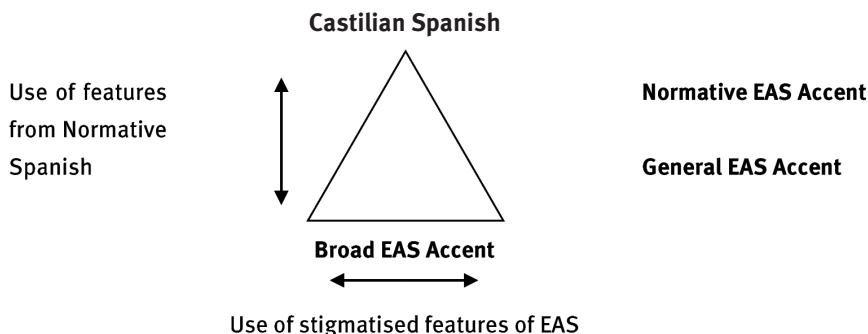 Castilian Spanish
Use of features
from Normative
Spanish
Normative EAS Accent
General EAS Accent
Broad EAS Accent
Use of stigmatised features of EAS